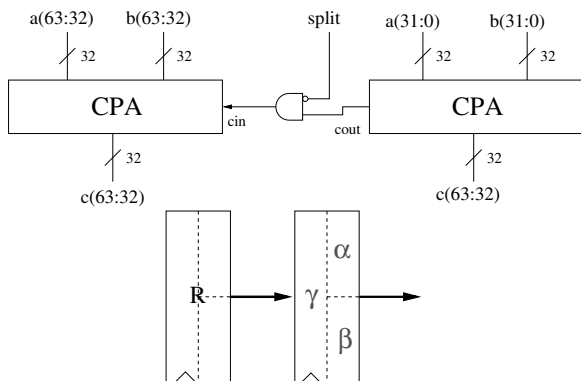 a(63:32) b(63:32) split a(31:0) b(31:0)
32 32 32 32
CPA CPA
cin cout
32 32
c(63:32) c(63:32)
α
R γ
β